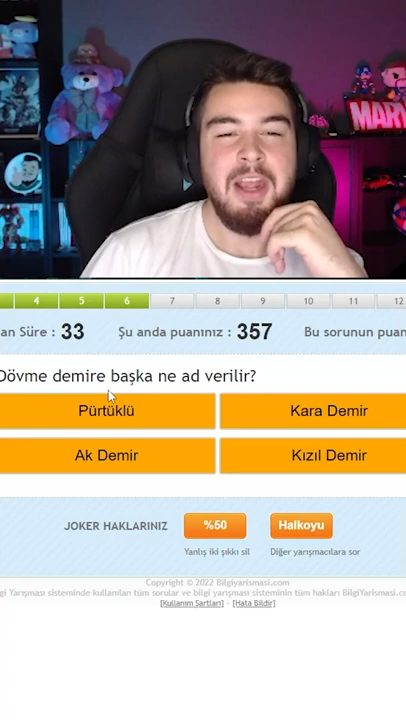 MARV
4 5 6 7 8 9 10 11 12
an Süre : 33 Şu anda puanınız : 357 Bu sorunun puan
Dövme demire başka ne ad verilir?
Pürtüklü Kara Demir
Ak Demir Kızıl Demir
JOKER HAKLARINIZ %50 Halkoyu
Yanlış iki şıkkı sil Diğer yarışmacılara sor
Copyright © 2022 Bilgiyarismasi.com
gi Yarışması sisteminde kullanılan tüm sorular ve bilgi yarışması sisteminin tüm hakları BilgiYarismasi.co
[Kullanım Şartları] - [Hata Bildir]